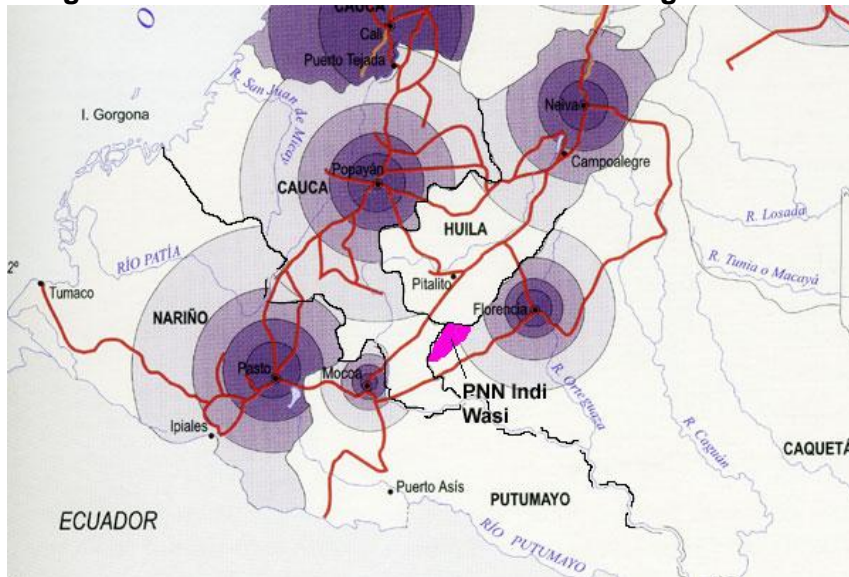 CAUCA
Cali
Puerto Tejada
R. San Juan de Micay
I. Gorgona
Neiva
Campoalegre
Popayán
CAUCA
HUILA
R. Losada
RÍO PATÍA
R. Tunia o Macayá
2°
Tumaco
Pitalito
NARIÑO
Florencia
Pasto
Mocoa
PNN Indi
Wasi
R. Orteguaza
Ipiales
R. Caguán
CAQUETÁ
Puerto Asís
PUTUMAYO
ECUADOR
RÍO PUTUMAYO